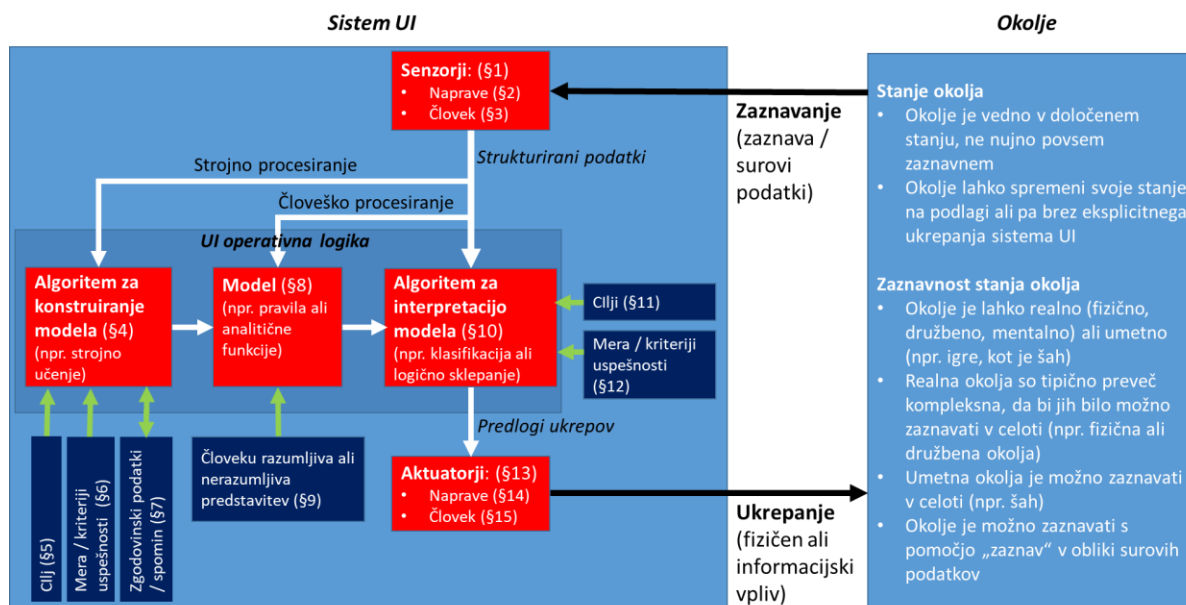 Sistem UI
Okolje
Senzorji: (§1)
• Naprave (§2)
• Človek (§3)
Zaznavanje
(zaznava /
surovi
podatki)
Strukturirani podatki
Strojno procesiranje
Človeško procesiranje
UI operativna logika
Algoritem za
konstruiranje
modela (§4)
(npr. strojno
učenje)
Model (§8)
(npr. pravila ali
analitične
funkcije)
Algoritem za
interpretacijo
modela (§10)
(npr. klasifikacija ali
logično sklepanje)
CIlji (§11)
Mera / kriteriji
uspešnosti
(§12)
Predlogi ukrepov
CIlj (§5)
Mera / kriteriji
uspešnosti (§6)
Zgodovinski podatki
/ spomin (§7)
Človeku razumljiva ali
nerazumljiva
predstavitev (§9)
Aktuatorji: (§13)
• Naprave (§14)
• Človek (§15)
Ukrepanje
(fizičen ali
informacijski
vpliv)
Stanje okolja
• Okolje je vedno v določenem
stanju, ne nujno povsem
zaznavnem
• Okolje lahko spremeni svoje stanje
na podlagi ali pa brez eksplicitnega
ukrepanja sistema UI
Zaznavnost stanja okolja
• Okolje je lahko realno (fizično,
družbeno, mentalno) ali umetno
(npr. igre, kot je šah)
• Realna okolja so tipično preveč
kompleksna, da bi jih bilo možno
zaznavati v celoti (npr. fizična ali
družbena okolja)
• Umetna okolja je možno zaznavati
v celoti (npr. šah)
• Okolje je možno zaznavati s
pomočjo „zaznav“ v obliki surovih
podatkov